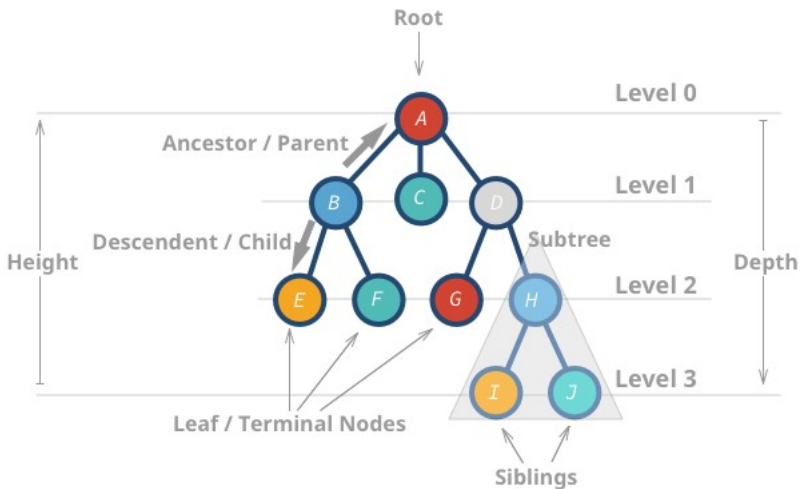 Root
Level 0
A
Ancestor / Parent
Level 1
B
C
D
Descendent / Child
Subtree
Height
Depth
Level 2
E
F
G
H
Level 3
I
J
Leaf / Terminal Nodes
Siblings